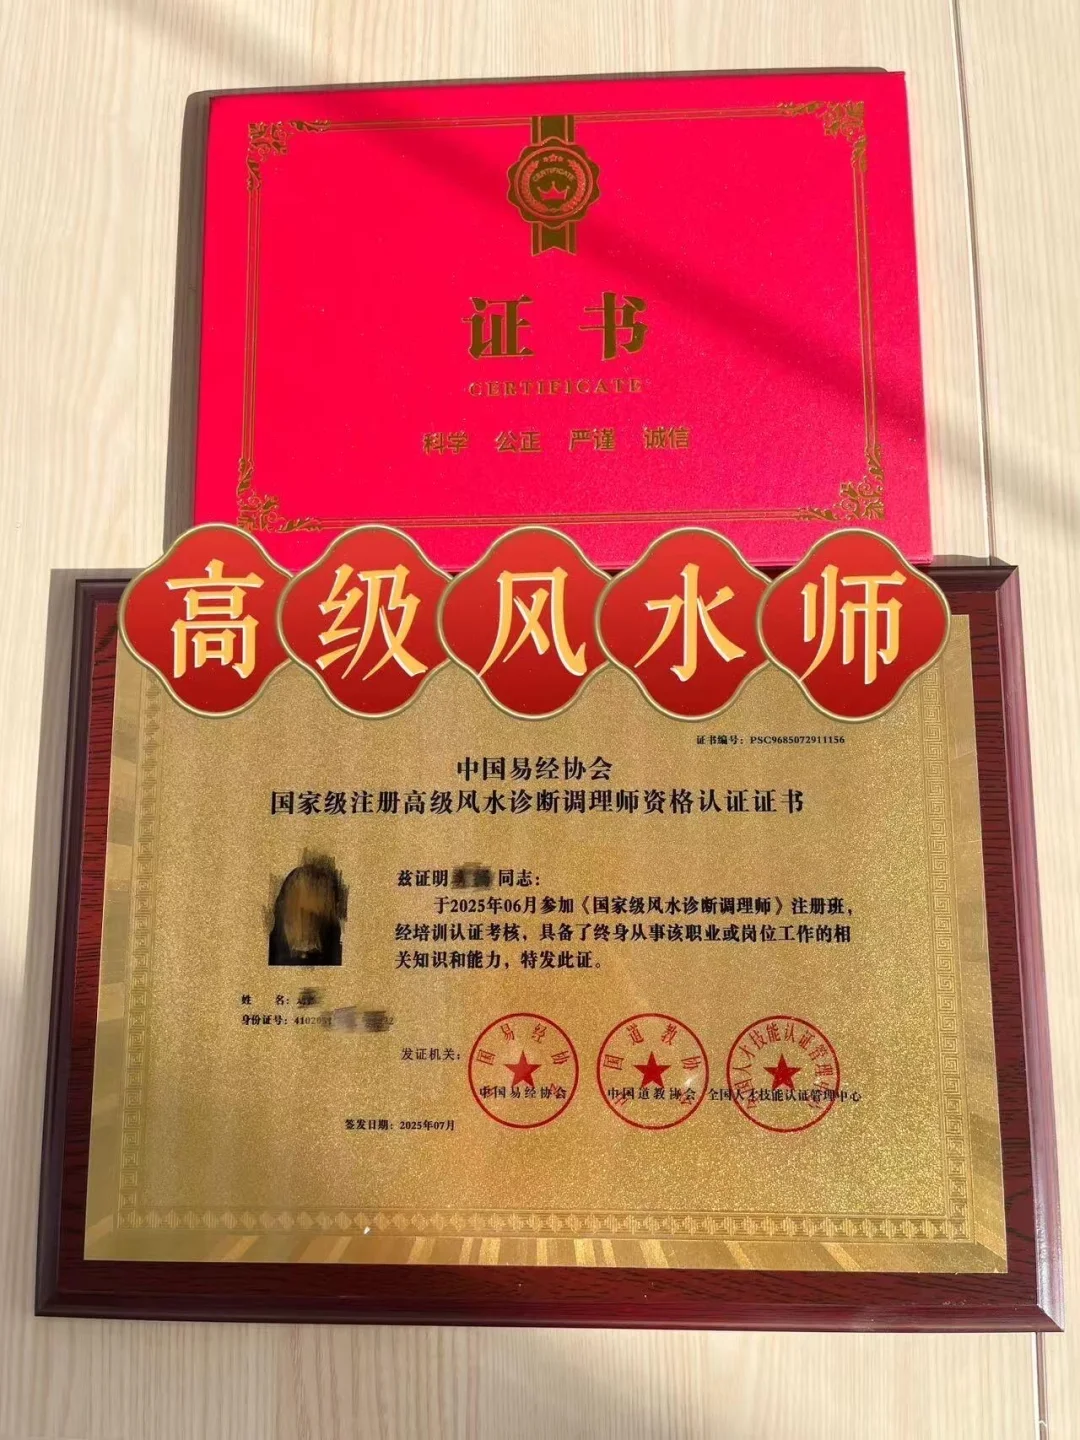 CERTIFICATE
证书
CERTIFICATE
科学 公正 严谨 诚信
高级风水师
证书编号：PSC9685072911156
中国易经协会
国家级注册高级风水诊断调理师资格认证证书
兹证明 同志：
于2025年06月参加《国家级风水诊断调理师》注册班，
经培训认证考核，具备了终身从事该职业或岗位工作的相
关知识和能力，特发此证。
姓 名：
身份证号：
发证机关：
中国易经协会 中国道教协会 全国人才技能认证管理中心
签发日期：2025年07月